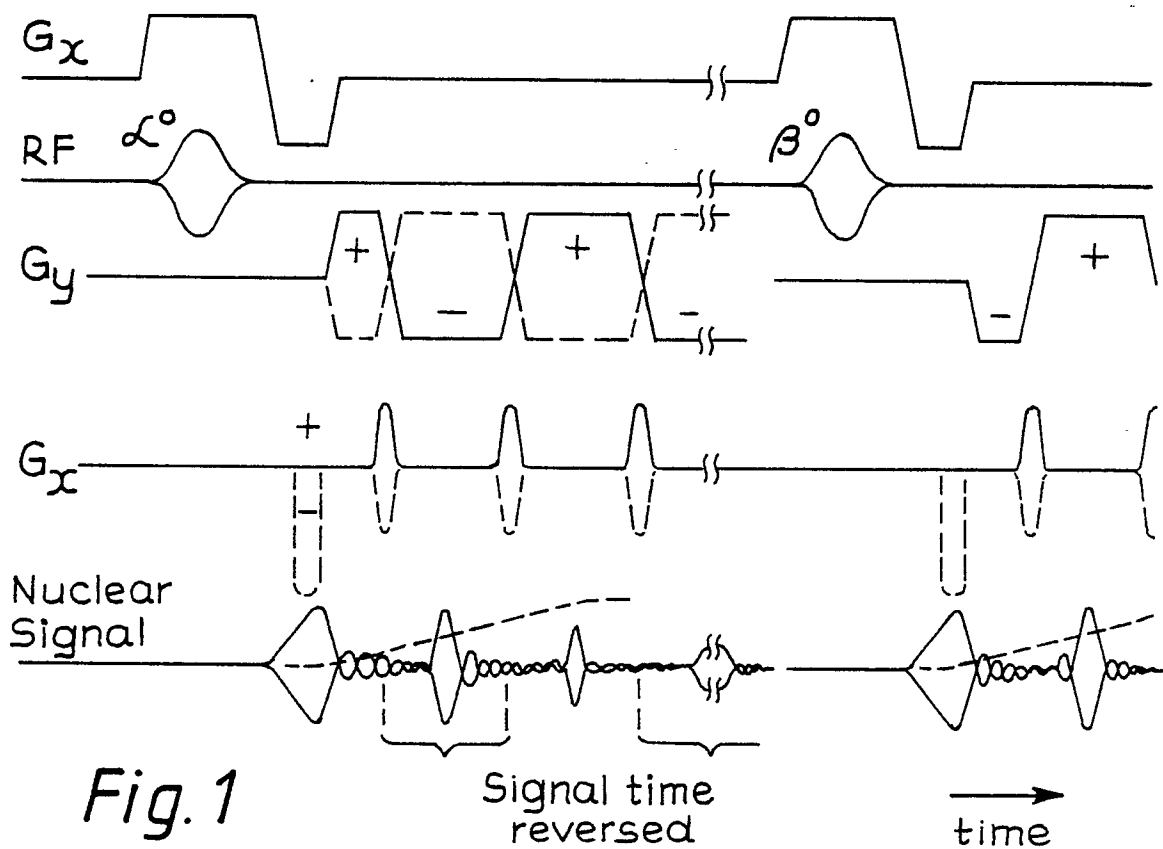 Gx
α°
β°
RF
Gy
+
-
+
-
-
+
Gx
+
-
Nuclear
Signal
Fig. 1
Signal time
reversed
time